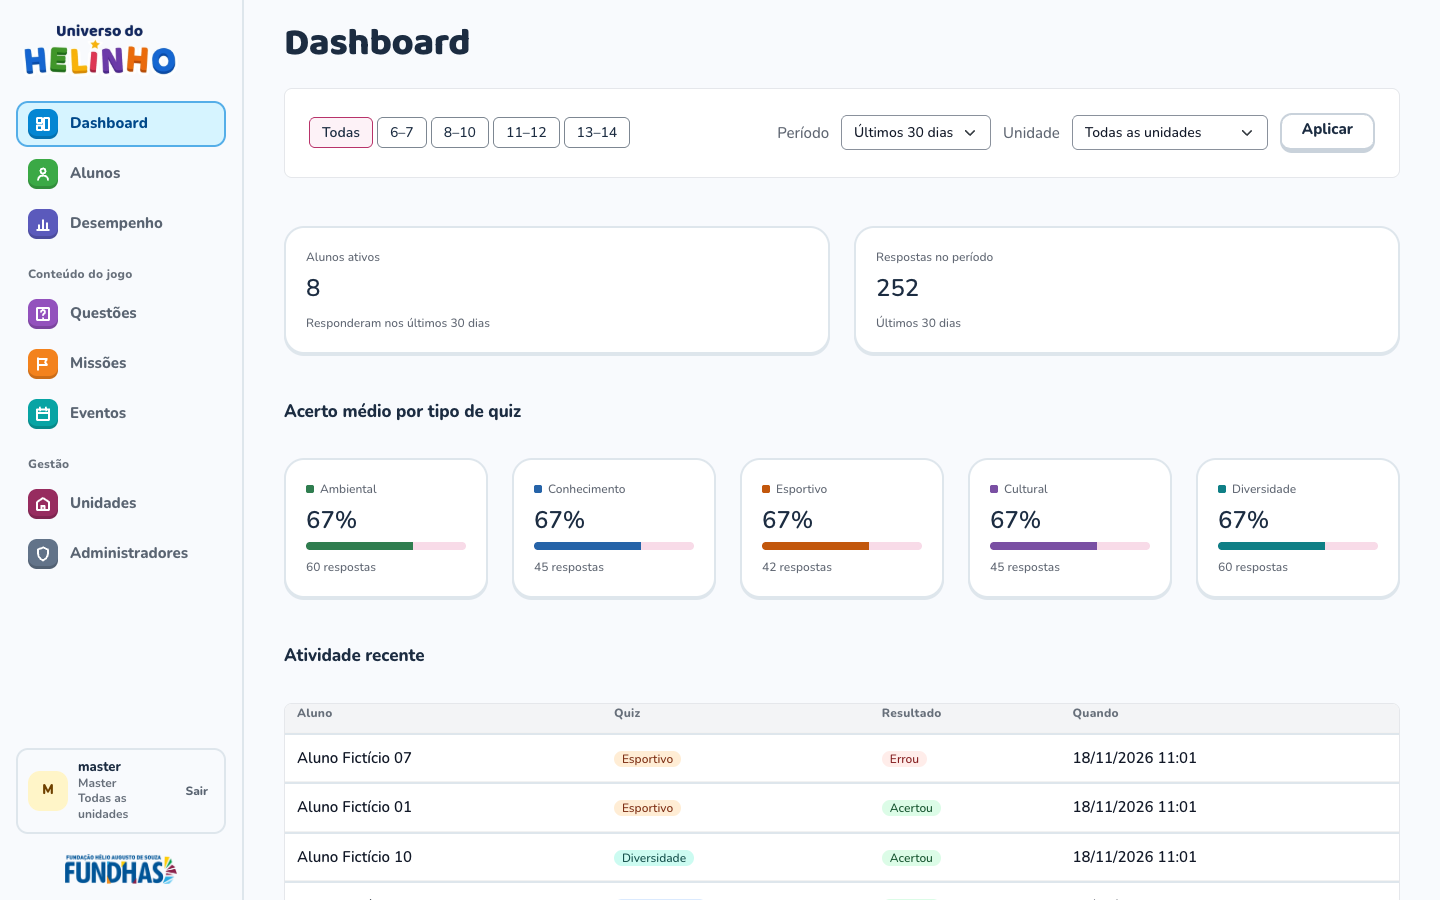 Universo do
HELINHO
Dashboard
Alunos
Desempenho
Conteúdo do jogo
Questões
Missões
Eventos
Gestão
Unidades
Administradores
M
master
Master
Todas as
unidades
Sair
FUNDAÇÃO HÉLIO AUGUSTO DE SOUZA
FUNDHAS
Dashboard
Todas 6–7 8–10 11–12 13–14 Período Últimos 30 dias Unidade Todas as unidades Aplicar
Alunos ativos
8
Responderam nos últimos 30 dias
Respostas no período
252
Últimos 30 dias
Acerto médio por tipo de quiz
Ambiental
67%
60 respostas
Conhecimento
67%
45 respostas
Esportivo
67%
42 respostas
Cultural
67%
45 respostas
Diversidade
67%
60 respostas
Atividade recente
Aluno Quiz Resultado Quando
Aluno Fictício 07 Esportivo Errou 18/11/2026 11:01
Aluno Fictício 01 Esportivo Acertou 18/11/2026 11:01
Aluno Fictício 10 Diversidade Acertou 18/11/2026 11:01